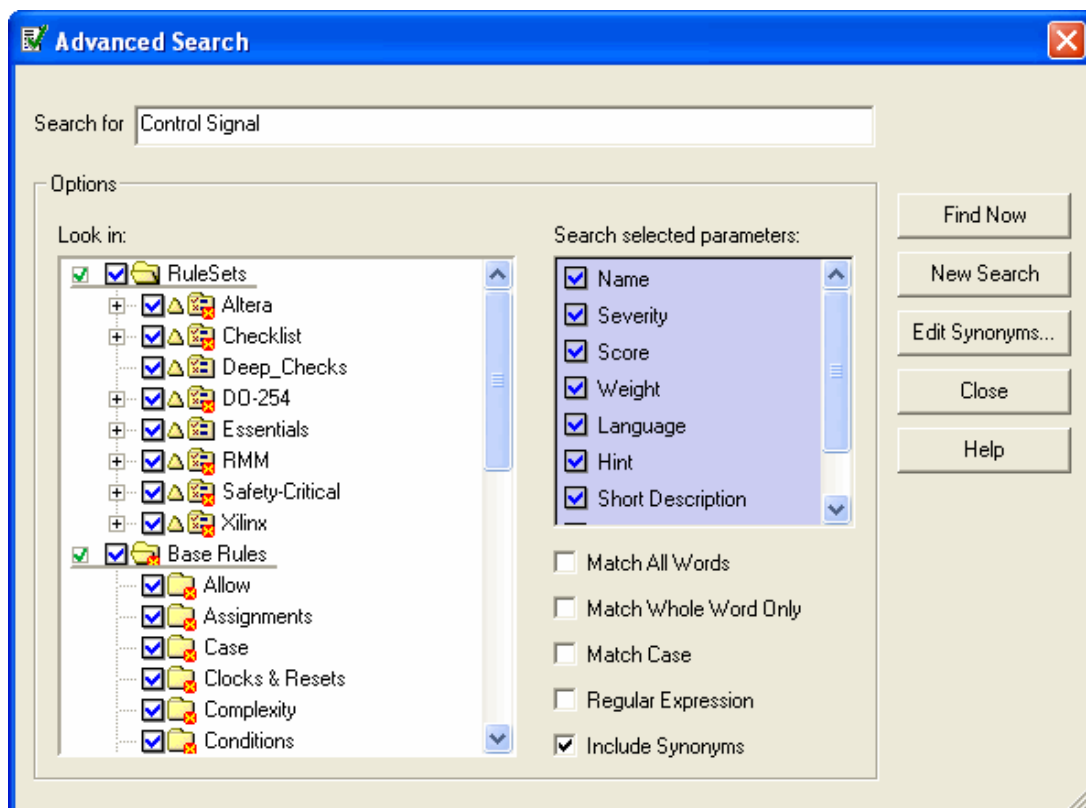 Advanced Search
Search for Control Signal
Options
Look in:
RuleSets
Altera
Checklist
Deep_Checks
DO-254
Essentials
RMM
Safety-Critical
Xilinx
Base Rules
Allow
Assignments
Case
Clocks & Resets
Complexity
Conditions
Search selected parameters:
Name
Severity
Score
Weight
Language
Hint
Short Description
Match All Words
Match Whole Word Only
Match Case
Regular Expression
Include Synonyms
Find Now
New Search
Edit Synonyms...
Close
Help